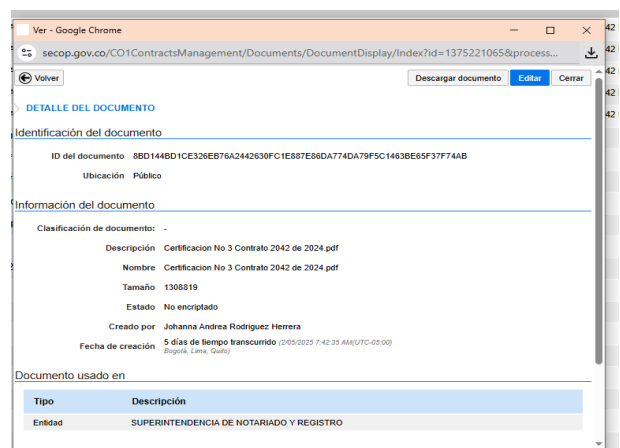 Ver - Google Chrome
secop.gov.co/CO1ContractsManagement/Documents/DocumentDisplay/Index?id=1375221065&process...
Volver
Descargar documento Editar Cerrar
DETALLE DEL DOCUMENTO
Identificación del documento
ID del documento 8BD144BD1CE326EB76A2442630FC1E887E86DA774DA79F5C1463BE65F37F74AB
Ubicación Público
Información del documento
Clasificación de documento: -
Descripción Certificacion No 3 Contrato 2042 de 2024.pdf
Nombre Certificacion No 3 Contrato 2042 de 2024.pdf
Tamaño 1308819
Estado No encriptado
Creado por Johanna Andrea Rodriguez Herrera
Fecha de creación 5 días de tiempo transcurrido (2/05/2025 7:42:35 AM(UTC-05:00)
Bogotá, Lima, Quito)
Documento usado en
Tipo Descripción
Entidad SUPERINTENDENCIA DE NOTARIADO Y REGISTRO
42
42
42
42
42